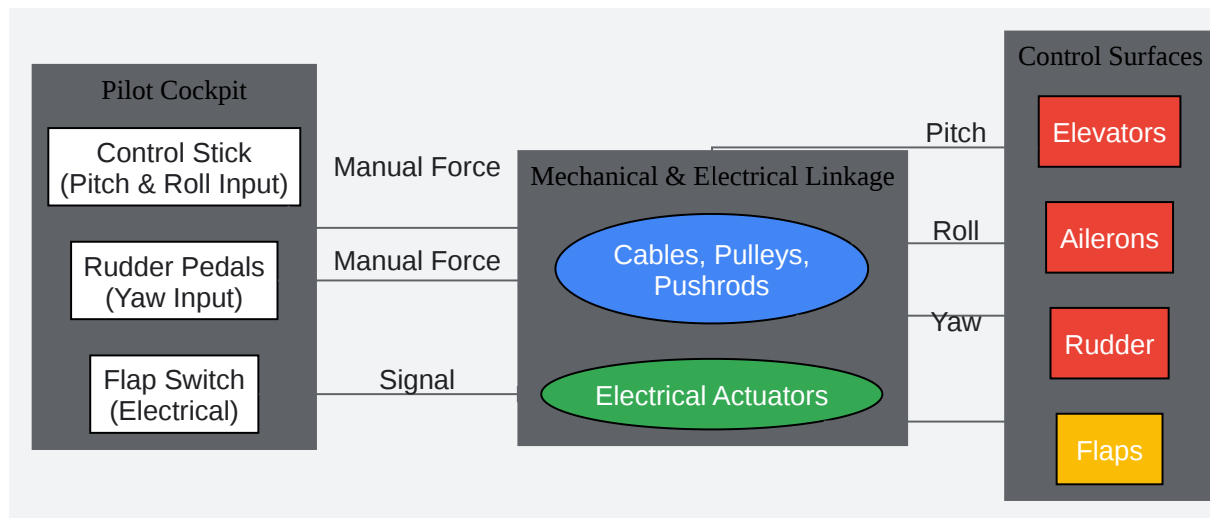 Pilot Cockpit
Control Stick
(Pitch & Roll Input)
Rudder Pedals
(Yaw Input)
Flap Switch
(Electrical)
Manual Force
Manual Force
Signal
Mechanical & Electrical Linkage
Cables, Pulleys,
Pushrods
Electrical Actuators
Pitch
Roll
Yaw
Control Surfaces
Elevators
Ailerons
Rudder
Flaps